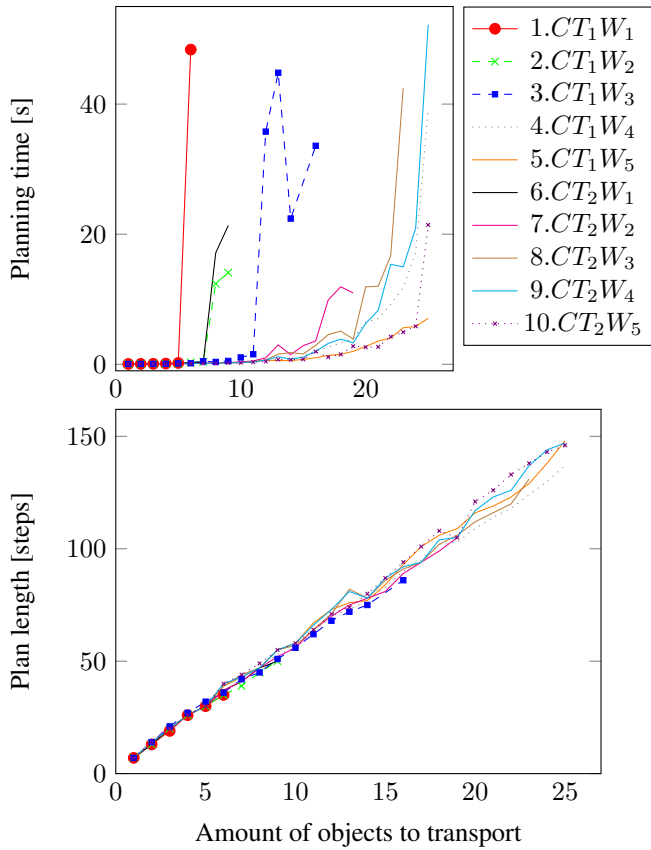 Planning time [s]
40
20
0
0
10
20
1.CT₁W₁
2.CT₁W₂
3.CT₁W₃
4.CT₁W₄
5.CT₁W₅
6.CT₂W₁
7.CT₂W₂
8.CT₂W₃
9.CT₂W₄
10.CT₂W₅
Plan length [steps]
150
100
50
0
0
5
10
15
20
25
Amount of objects to transport